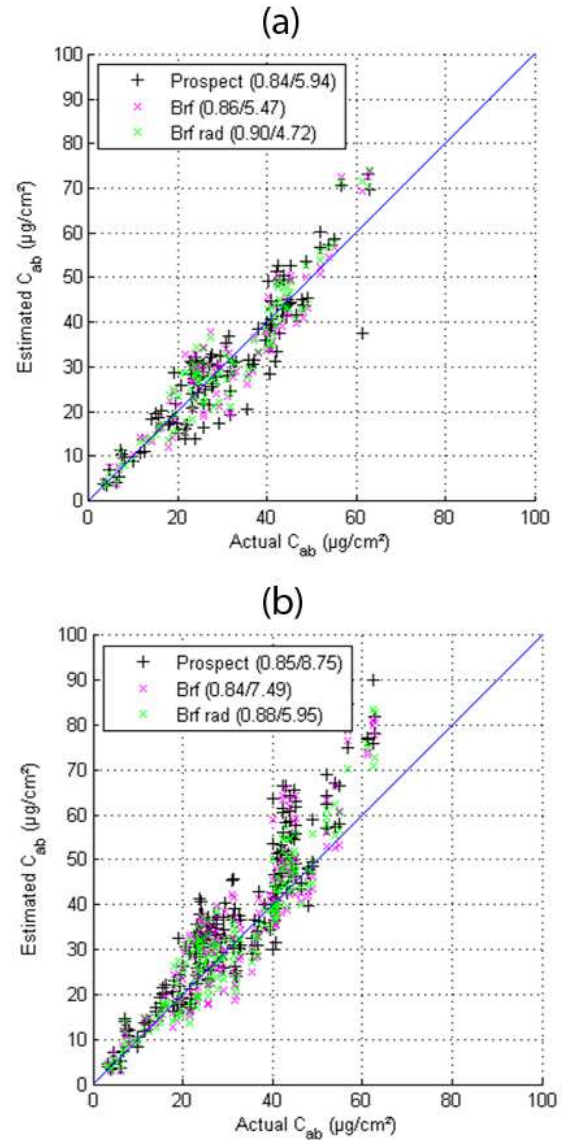 (a)
100
90
80
70
60
50
40
30
20
10
0
Prospect (0.84/5.94)
Brf (0.86/5.47)
Brf rad (0.90/4.72)
Estimated Cab (µg/cm²)
0 20 40 60 80 100
Actual Cab (µg/cm²)
(b)
100
90
80
70
60
50
40
30
20
10
0
Prospect (0.85/8.75)
Brf (0.84/7.49)
Brf rad (0.88/5.95)
Estimated Cab (µg/cm²)
0 20 40 60 80 100
Actual Cab (µg/cm²)